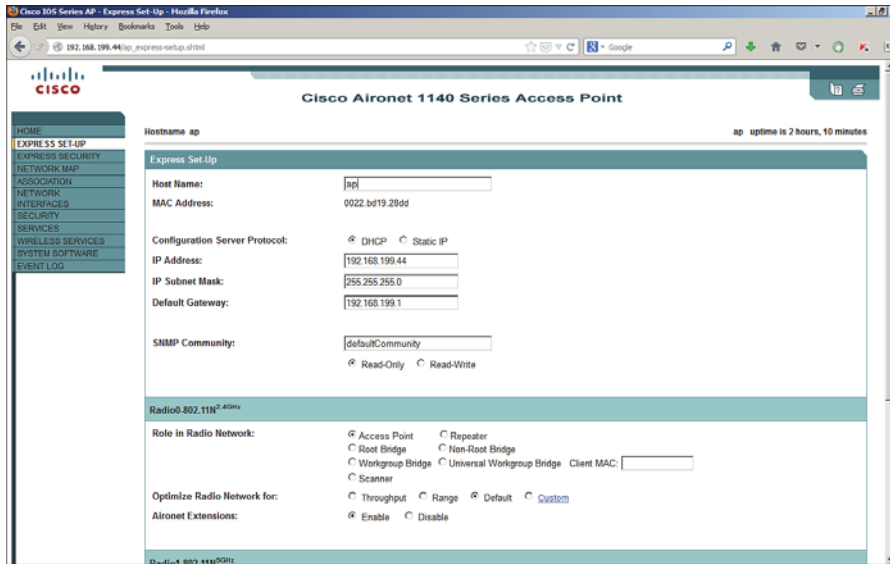 Cisco IOS Series AP - Express Set-Up - Mozilla Firefox
File Edit View History Bookmarks Tools Help
192.168.199.44/ap_express-setup.shtml
Google
CISCO
Cisco Aironet 1140 Series Access Point
HOME
EXPRESS SET-UP
EXPRESS SECURITY
NETWORK MAP
ASSOCIATION
NETWORK
INTERFACES
SECURITY
SERVICES
WIRELESS SERVICES
SYSTEM SOFTWARE
EVENT LOG
Hostname ap
ap uptime is 2 hours, 10 minutes
Express Set-Up
Host Name: ap
MAC Address: 0022.bd19.28dd
Configuration Server Protocol: DHCP Static IP
IP Address: 192.168.199.44
IP Subnet Mask: 255.255.255.0
Default Gateway: 192.168.199.1
SNMP Community: defaultCommunity
Read-Only Read-Write
Radio0-802.11N2.4GHz
Role in Radio Network: Access Point Repeater
Root Bridge Non-Root Bridge
Workgroup Bridge Universal Workgroup Bridge Client MAC:
Scanner
Optimize Radio Network for: Throughput Range Default Custom
Aironet Extensions: Enable Disable
Radio1-802.11N5GHz